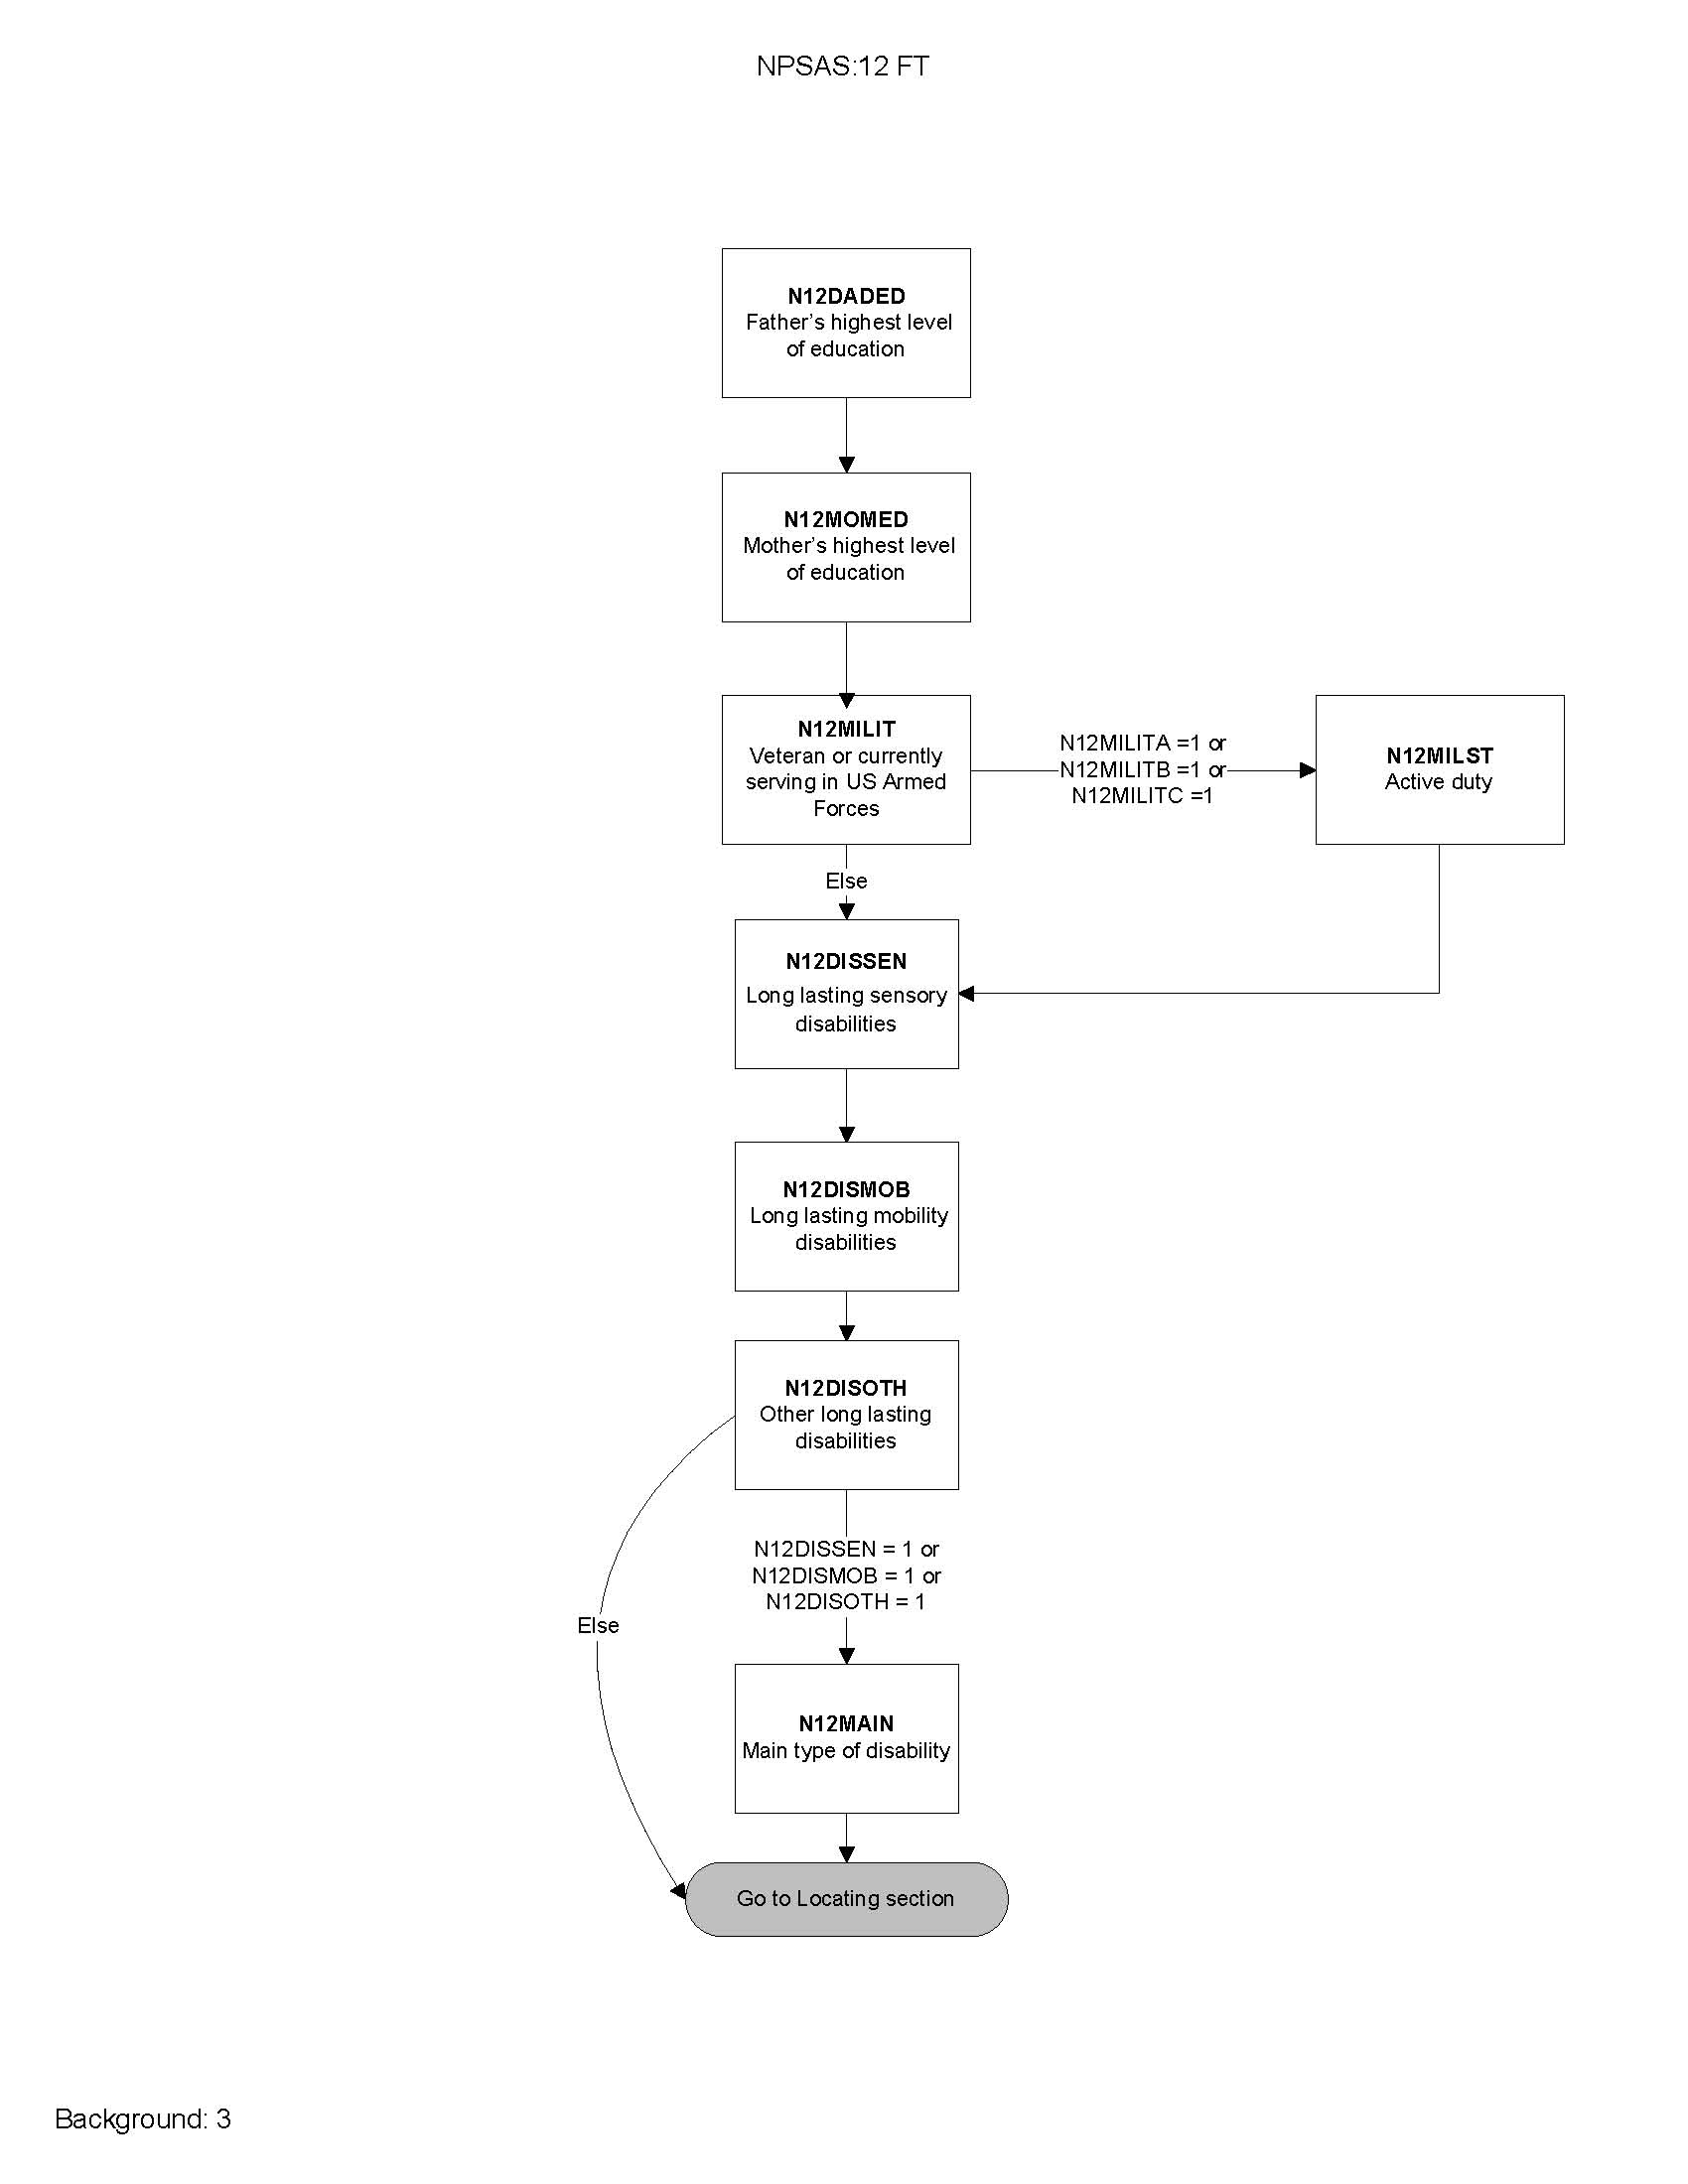 NPSAS:12 FT
N12DADED
Father's highest level
of education
N12MOMED
Mother's highest level
of education
N12MILIT
Veteran or currently
serving in US Armed
Forces
N12MILITA =1 or
N12MILITB =1 or
N12MILITC =1
N12MILST
Active duty
Else
N12DISSEN
Long lasting sensory
disabilities
N12DISMOB
Long lasting mobility
disabilities
N12DISOTH
Other long lasting
disabilities
N12DISSEN = 1 or
N12DISMOB = 1 or
N12DISOTH = 1
Else
N12MAIN
Main type of disability
Go to Locating section
Background: 3